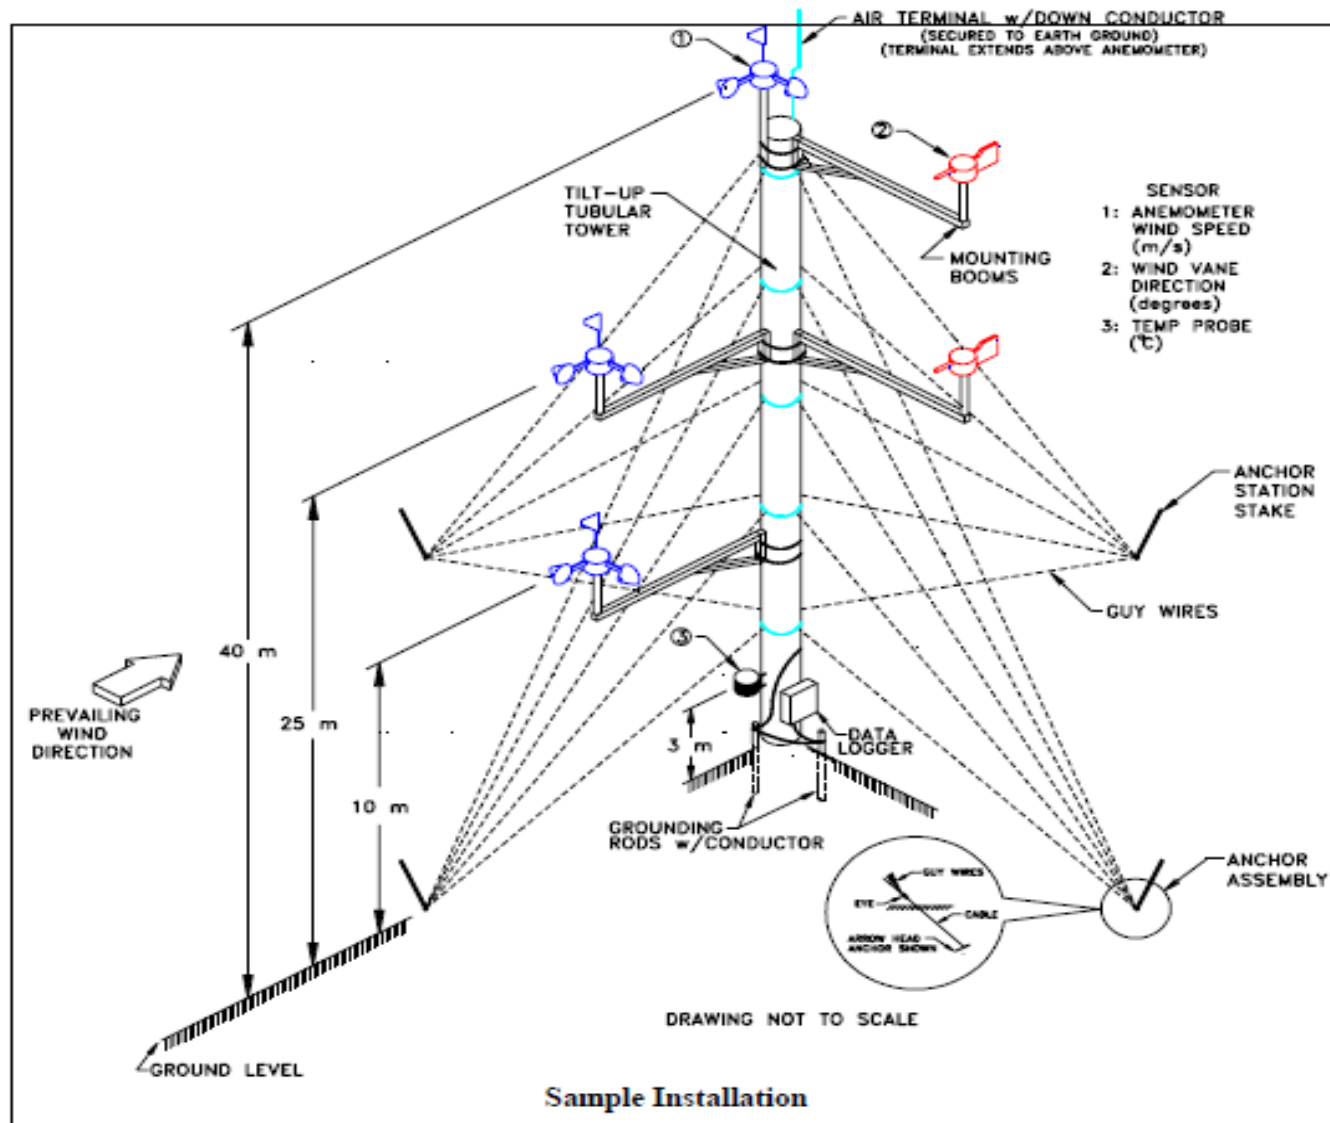 AIR TERMINAL w/DOWN CONDUCTOR
(SECURED TO EARTH GROUND)
(TERMINAL EXTENDS ABOVE ANEMOMETER)
①
②
TILT-UP
TUBULAR
TOWER
MOUNTING
BOOMS
SENSOR
1: ANEMOMETER
WIND SPEED
(m/s)
2: WIND VANE
DIRECTION
(degrees)
3: TEMP PROBE
(℃)
ANCHOR
STATION
STAKE
GUY WIRES
40 m
25 m
10 m
③
3 m
PREVAILING
WIND
DIRECTION
DATA
LOGGER
GROUNDING
RODS w/CONDUCTOR
GUY WIRES
EYE
CABLE
ARROW HEAD
ANCHOR SHOWN
ANCHOR
ASSEMBLY
DRAWING NOT TO SCALE
GROUND LEVEL
Sample Installation